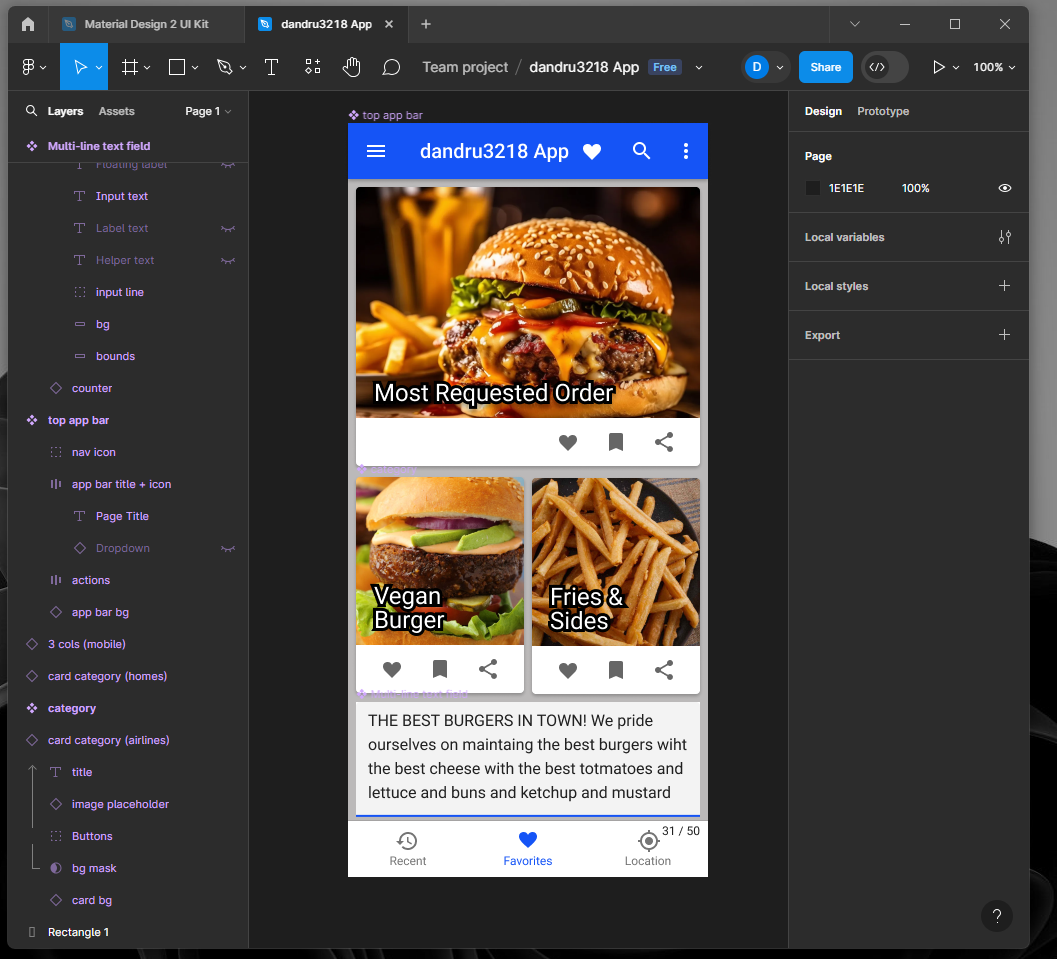 Material Design 2 UI Kit
dandru3218 App
Team project / dandru3218 App Free
D
Share
100%
Layers Assets Page 1
Multi-line text field
Floating label
Input text
Label text
Helper text
input line
bg
bounds
counter
top app bar
nav icon
app bar title + icon
Page Title
Dropdown
actions
app bar bg
3 cols (mobile)
card category (homes)
category
card category (airlines)
title
image placeholder
Buttons
bg mask
card bg
Rectangle 1
top app bar
dandru3218 App
Most Requested Order
category
Vegan
Burger
Fries &
Sides
Multi-line text field
THE BEST BURGERS IN TOWN! We pride
ourselves on maintaing the best burgers wiht
the best cheese with the best totmatoes and
lettuce and buns and ketchup and mustard
31 / 50
Recent
Favorites
Location
Design Prototype
Page
1E1E1E 100%
Local variables
Local styles
Export
?